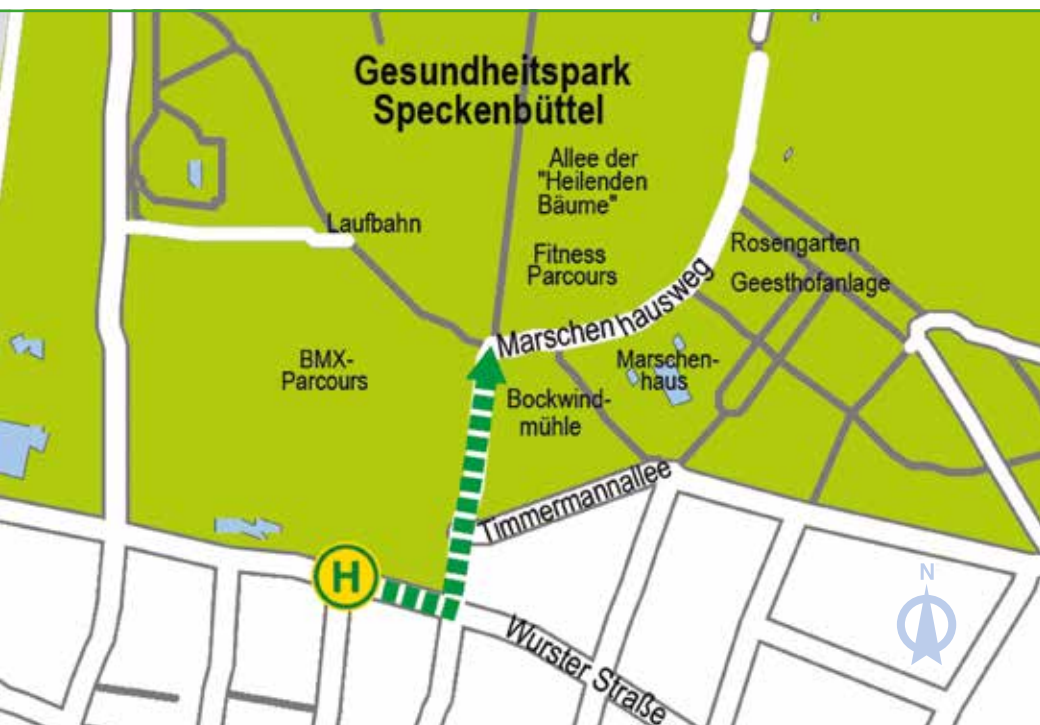 Gesundheitspark
Speckenbüttel
Allee der
"Heilenden
Bäume"
Laufbahn
Rosengarten
Fitness
Parcours
Geesthofanlage
Marschenhausweg
BMX-
Parcours
Marschen-
haus
Bockwind-
mühle
Timmermannallee
H
N
Wurster Straße